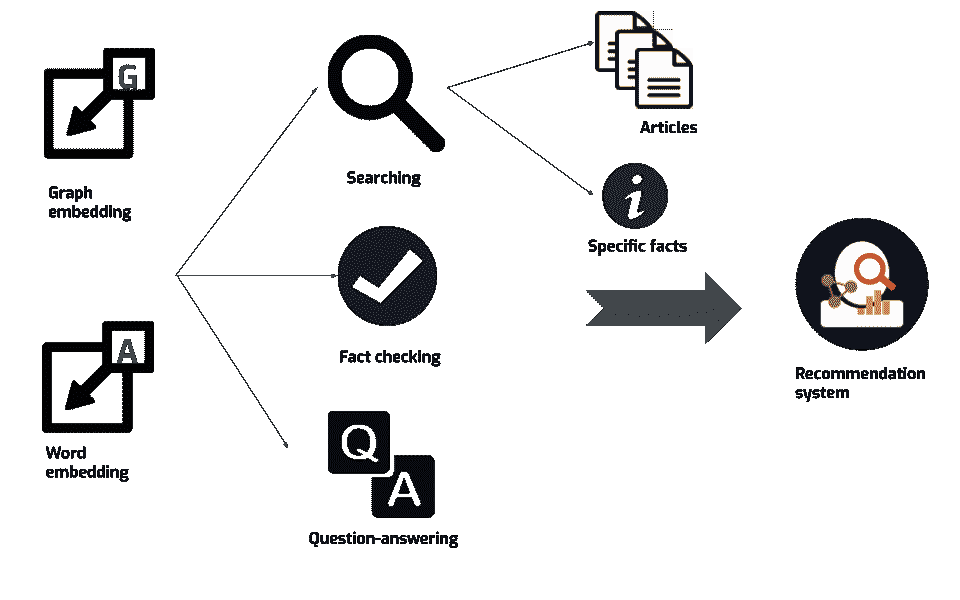 G
Graph
embedding
A
Word
embedding
Searching
Fact checking
Q
A
Question-answering
Articles
i
Specific facts
Recommendation
system